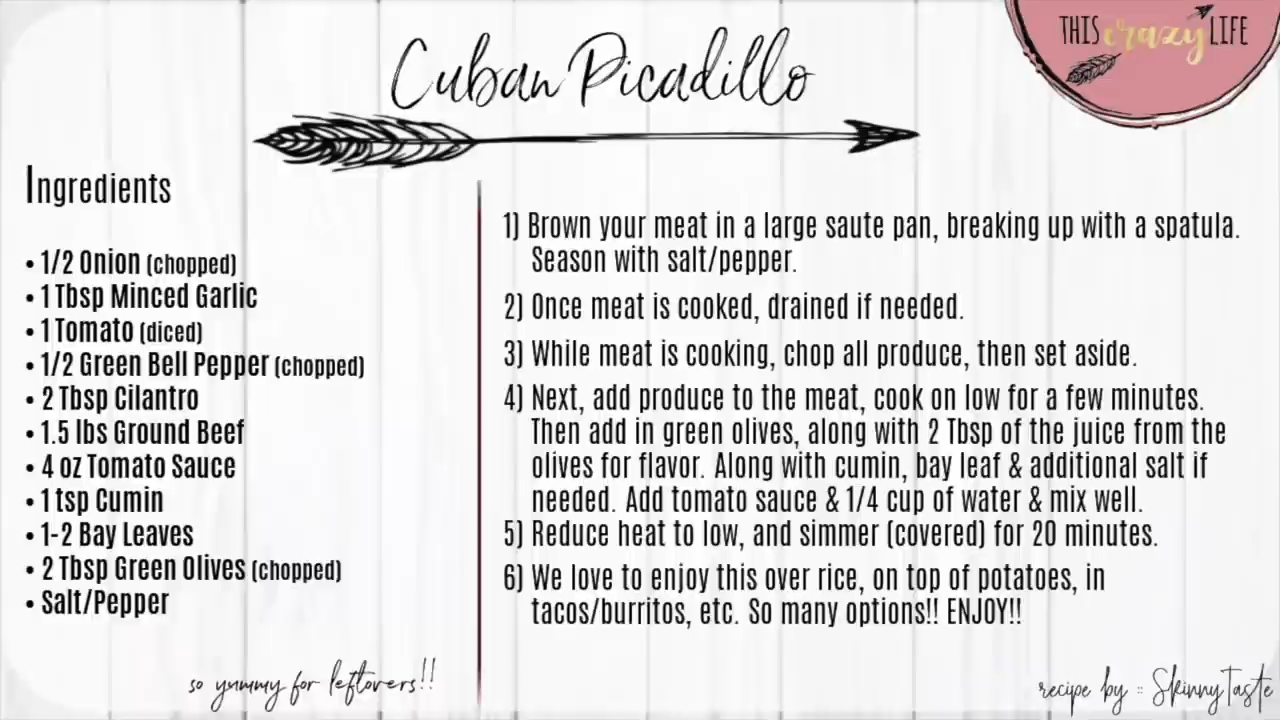 THIS crazy LIFE
Cuban Picadillo
Ingredients
• 1/2 Onion (chopped)
• 1 Tbsp Minced Garlic
• 1 Tomato (diced)
• 1/2 Green Bell Pepper (chopped)
• 2 Tbsp Cilantro
• 1.5 lbs Ground Beef
• 4 oz Tomato Sauce
• 1 tsp Cumin
• 1-2 Bay Leaves
• 2 Tbsp Green Olives (chopped)
• Salt/Pepper
so yummy for leftovers!!
1) Brown your meat in a large saute pan, breaking up with a spatula.
Season with salt/pepper.
2) Once meat is cooked, drained if needed.
3) While meat is cooking, chop all produce, then set aside.
4) Next, add produce to the meat, cook on low for a few minutes.
Then add in green olives, along with 2 Tbsp of the juice from the
olives for flavor. Along with cumin, bay leaf & additional salt if
needed. Add tomato sauce & 1/4 cup of water & mix well.
5) Reduce heat to low, and simmer (covered) for 20 minutes.
6) We love to enjoy this over rice, on top of potatoes, in
tacos/burritos, etc. So many options!! ENJOY!!
recipe by :: SkinnyTaste